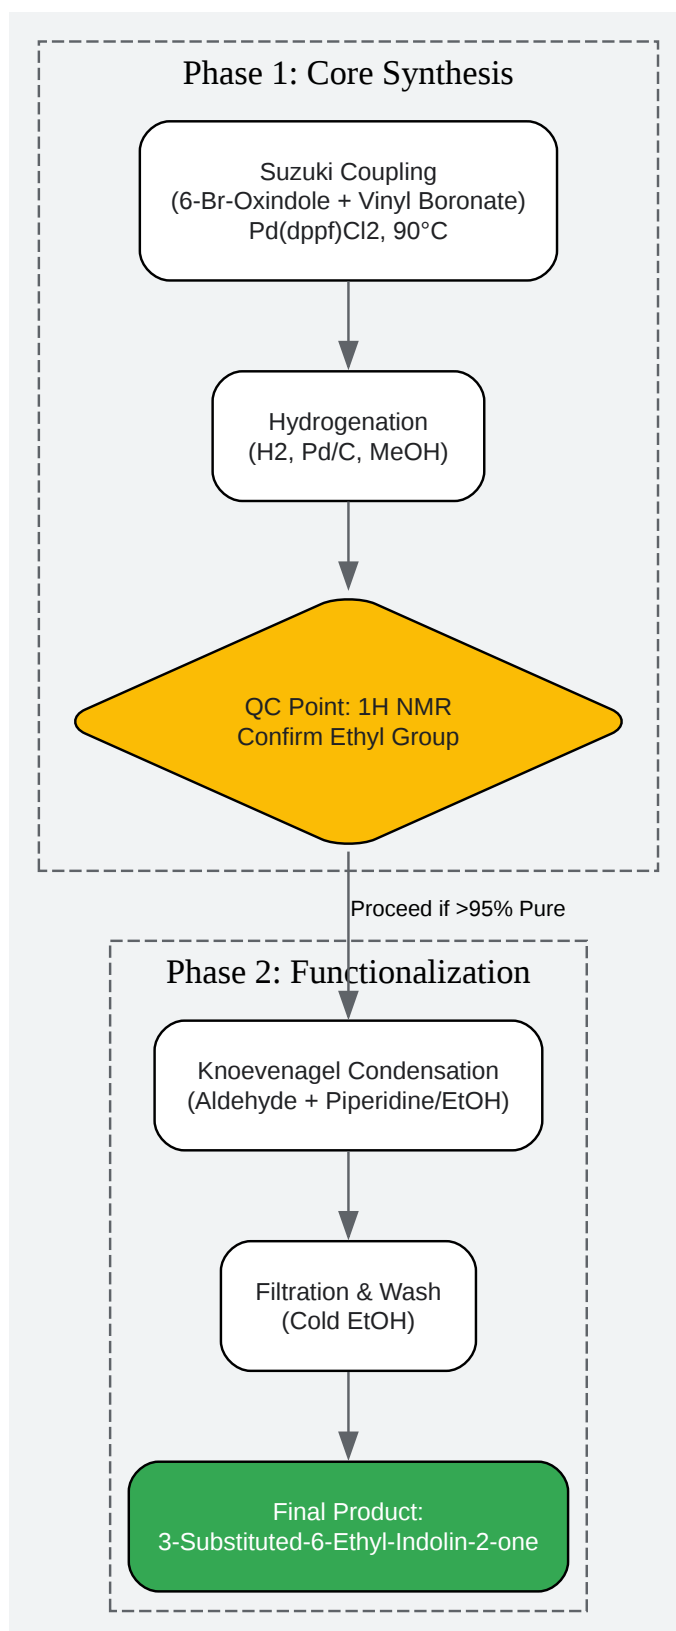 Phase 1: Core Synthesis
Suzuki Coupling
(6-Br-Oxindole + Vinyl Boronate)
Pd(dppf)Cl2, 90°C
Hydrogenation
(H2, Pd/C, MeOH)
QC Point: 1H NMR
Confirm Ethyl Group
Proceed if >95% Pure
Phase 2: Functionalization
Knoevenagel Condensation
(Aldehyde + Piperidine/EtOH)
Filtration & Wash
(Cold EtOH)
Final Product:
3-Substituted-6-Ethyl-Indolin-2-one